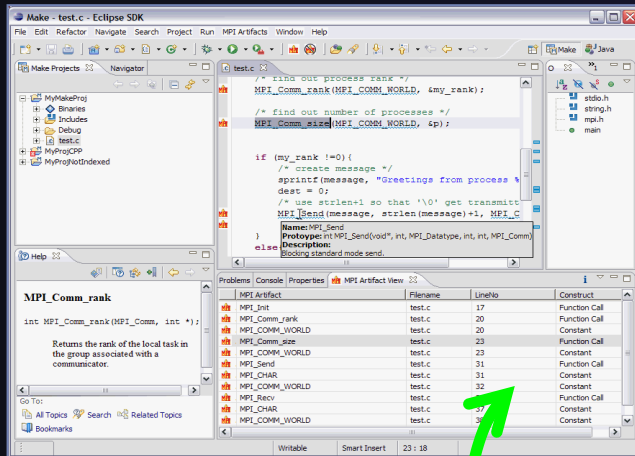 Make - test.c - Eclipse SDK
File Edit Refactor Navigate Search Project Run MPI Artifacts Window Help
Make Java
Make Projects Navigator
MyMakeProj
Binaries
Includes
Debug
test.c
MyProjCPP
MyProjNotIndexed
test.c
/* find out process rank */
MPI_Comm_rank(MPI_COMM_WORLD, &my_rank);
/* find out number of processes */
MPI_Comm_size(MPI_COMM_WORLD, &p);
if (my_rank !=0){
/* create message */
sprintf(message, "Greetings from process %
dest = 0;
/* use strlen+1 so that '\0' get transmitt
MPI_Send(message, strlen(message)+1, MPI_C
}
else
Name: MPI_Send
Protoype: int MPI_Send(void*, int, MPI_Datatype, int, int, MPI_Comm)
Description:
Blocking standard mode send.
stdio.h
string.h
mpi.h
main
Help
MPI_Comm_rank
int MPI_Comm_rank(MPI_Comm, int *);
Returns the rank of the local task in
the group associated with a
communicator.
Go To:
All Topics Search Related Topics
Bookmarks
Problems Console Properties MPI Artifact View
MPI Artifact Filename LineNo Construct
MPI_Init test.c 17 Function Call
MPI_Comm_rank test.c 20 Function Call
MPI_COMM_WORLD test.c 20 Constant
MPI_Comm_size test.c 23 Function Call
MPI_COMM_WORLD test.c 23 Constant
MPI_Send test.c 31 Function Call
MPI_CHAR test.c 31 Constant
MPI_COMM_WORLD test.c 32 Constant
MPI_Recv test.c Function Call
MPI_CHAR test.c 37 Constant
MPI_COMM_WORLD test.c Constant
Writable Smart Insert 23 : 18